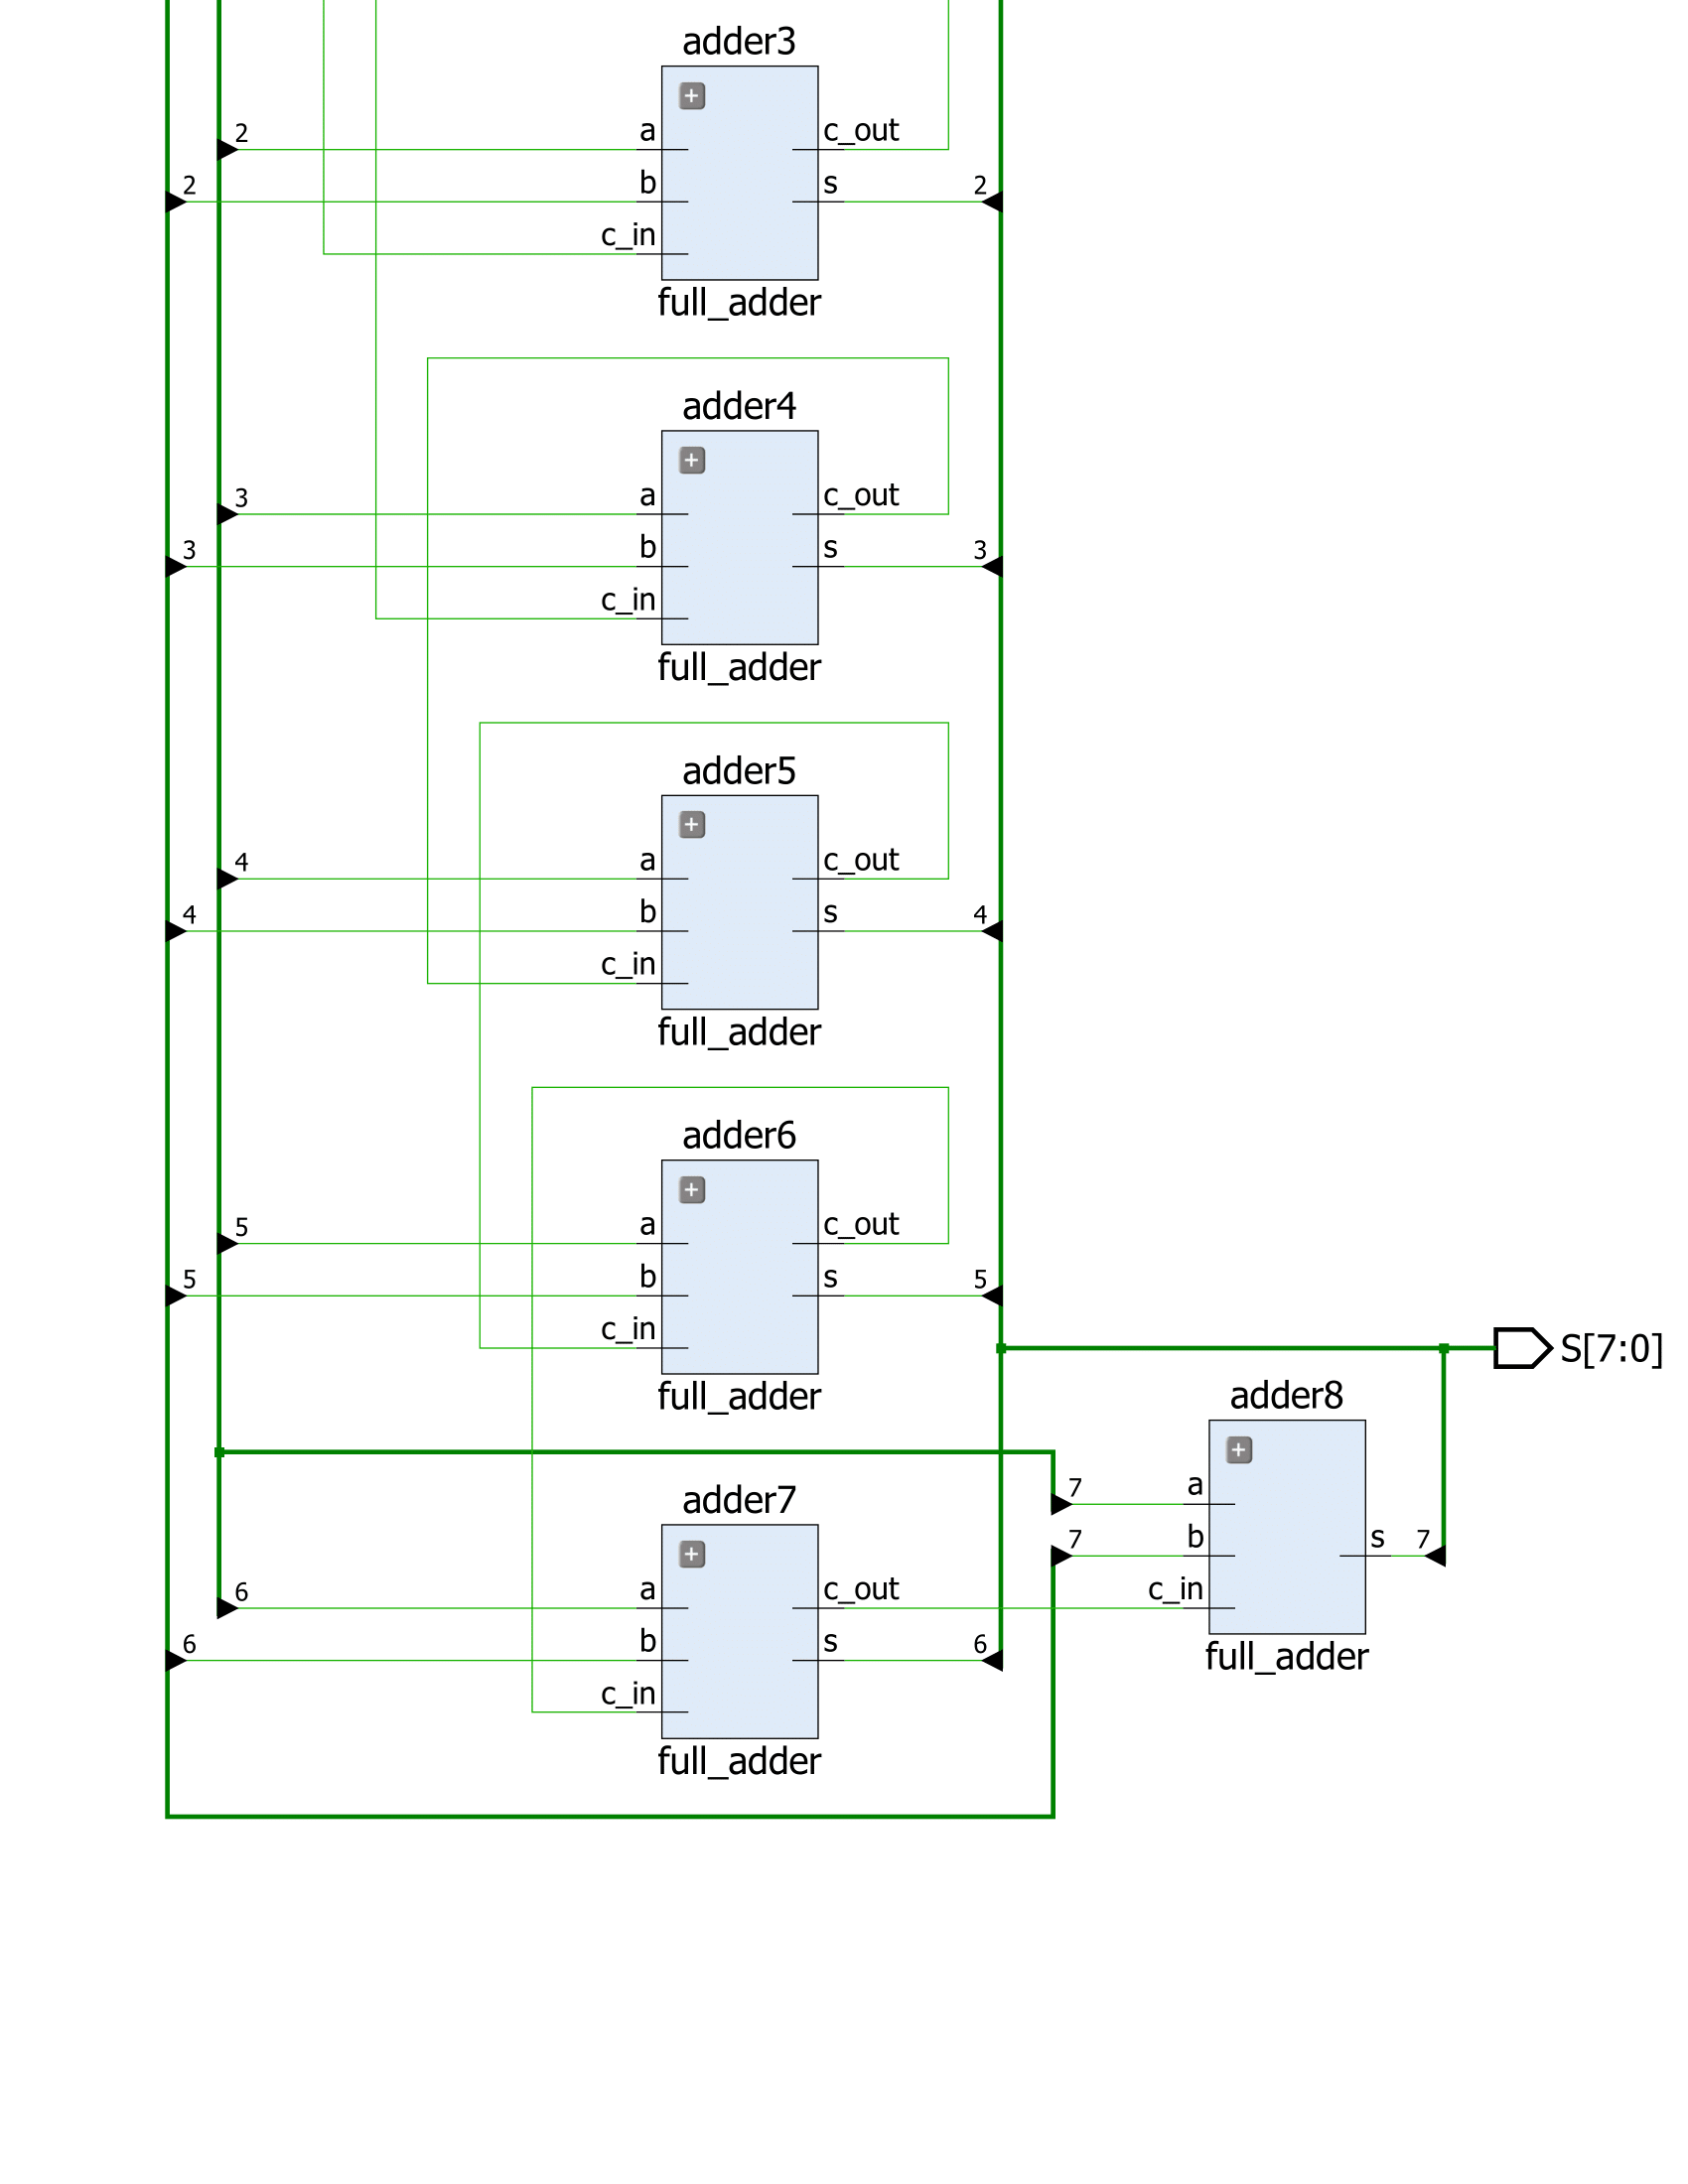 adder3
2 a c_out
2 b s 2
c_in
full_adder
adder4
3 a c_out
3 b s 3
c_in
full_adder
adder5
4 a c_out
4 b s 4
c_in
full_adder
adder6
5 a c_out
5 b s 5
c_in
full_adder
S[7:0]
adder8
7 a
7 b s 7
c_in
full_adder
adder7
6 a c_out
6 b s 6
c_in
full_adder